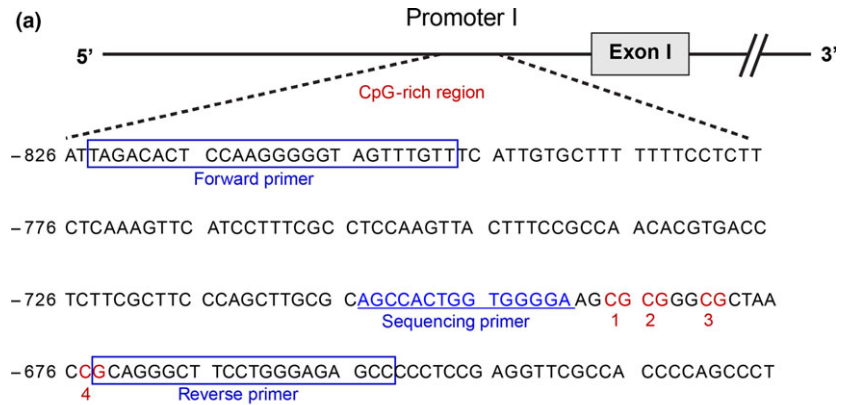 (a)
Promoter I
5’ Exon I 3’
CpG-rich region
–826 ATTAGACACT CCAAGGGGGT AGTTTGTTTC ATTGTGCTTT TTTTCCTCTT
Forward primer
–776 CTCAAAGTTC ATCCTTTCGC CTCCAAGTTA CTTTCCGCCA ACACGTGACC
–726 TCTTCGCTTC CCAGCTTGCG CAGCCACTGG TGGGGA AGCG CGGGCGCTAA
Sequencing primer 1 2 3
–676 CCGCAGGGCT TCCTGGGAGA GCCCCCTCCG AGGTTCGCCA CCCCAGCCCT
4 Reverse primer